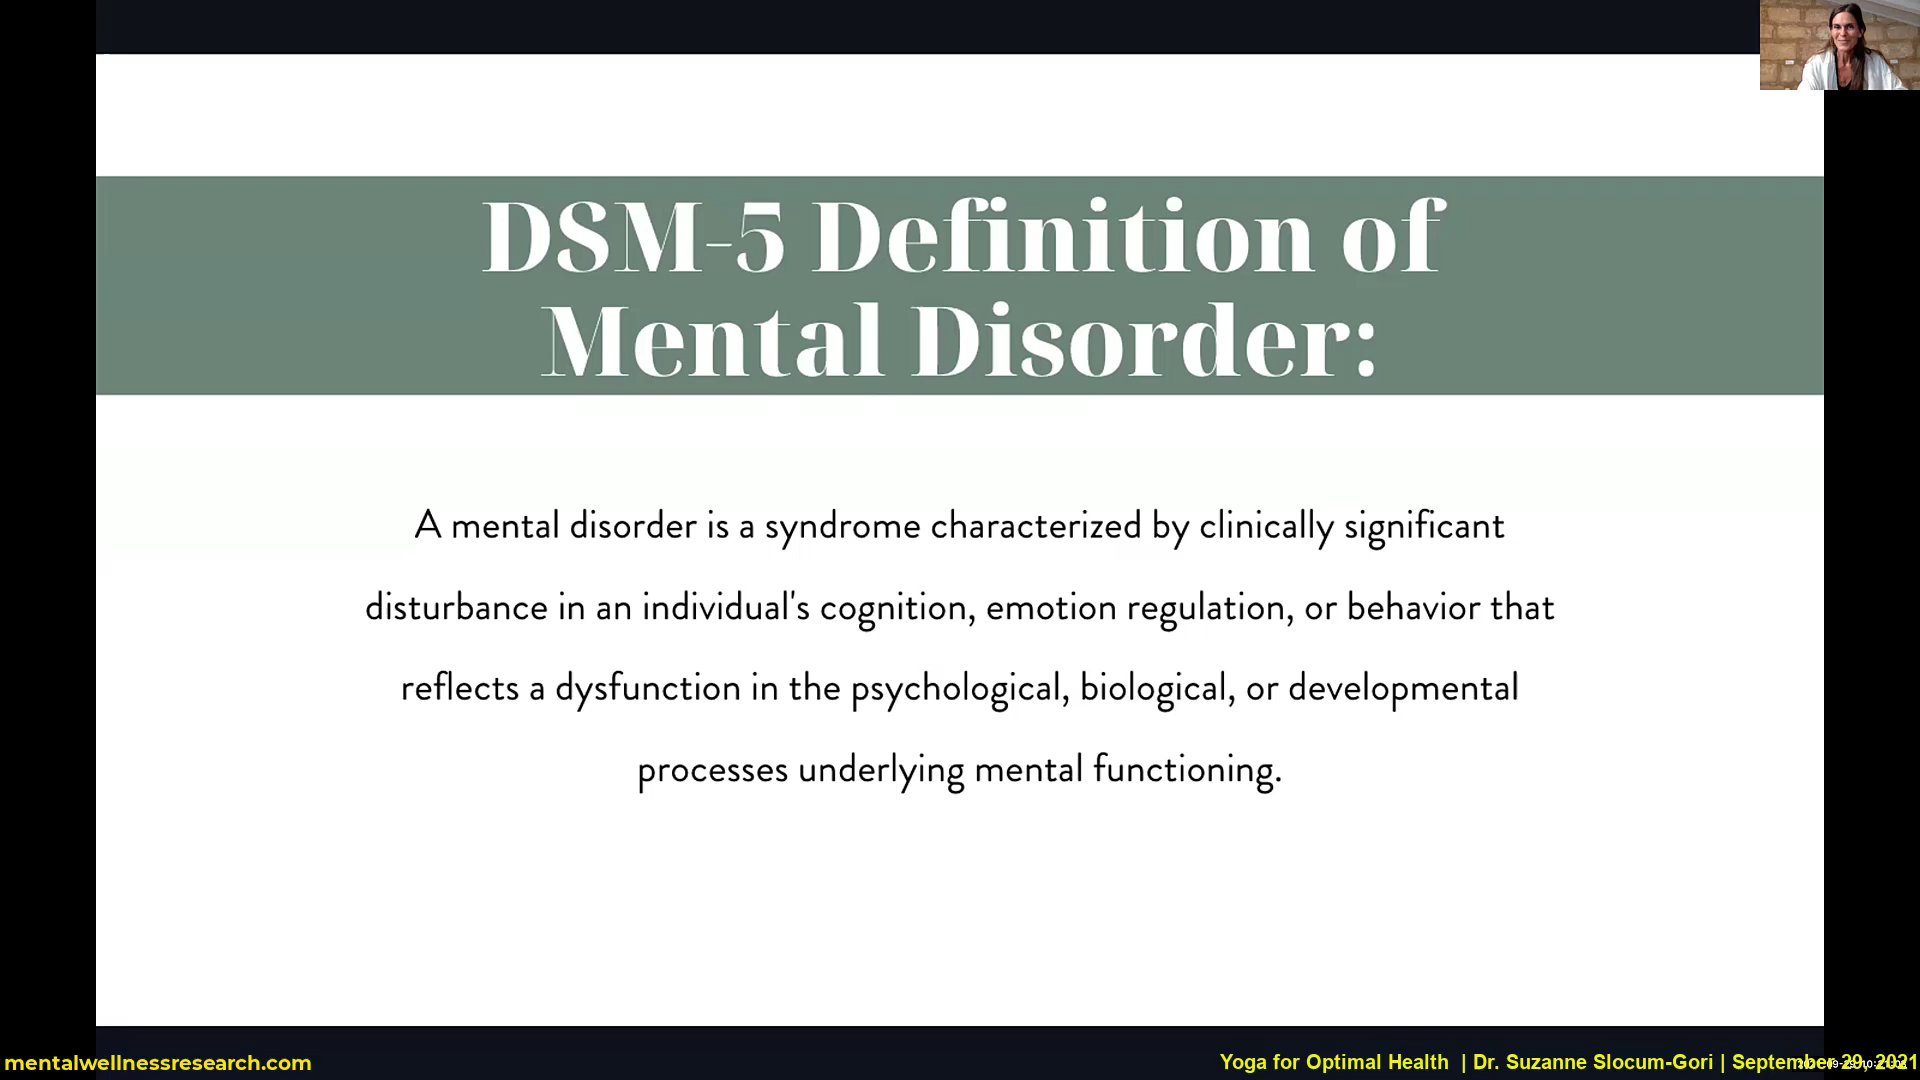 DSM-5 Definition of
Mental Disorder:
A mental disorder is a syndrome characterized by clinically significant
disturbance in an individual's cognition, emotion regulation, or behavior that
reflects a dysfunction in the psychological, biological, or developmental
processes underlying mental functioning.
mentalwellnessresearch.com
Yoga for Optimal Health | Dr. Suzanne Slocum-Gori | September 29, 2021